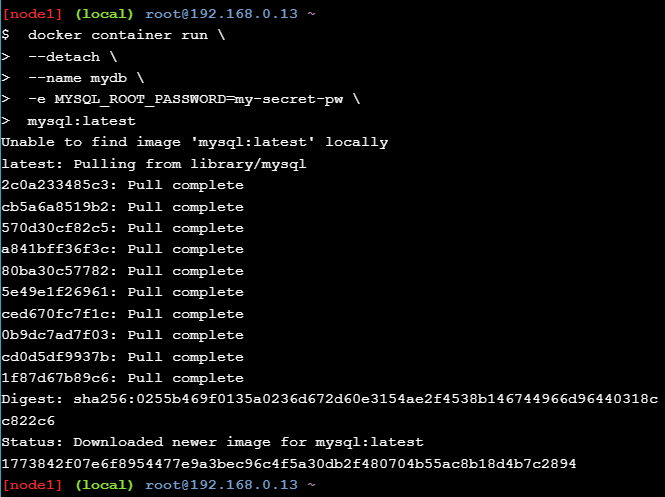 [node1] (local) root@192.168.0.13 ~
$  docker container run \
>  --detach \
>  --name mydb \
>  -e MYSQL_ROOT_PASSWORD=my-secret-pw \
>  mysql:latest
Unable to find image 'mysql:latest' locally
latest: Pulling from library/mysql
2c0a233485c3: Pull complete
cb5a6a8519b2: Pull complete
570d30cf82c5: Pull complete
a841bff36f3c: Pull complete
80ba30c57782: Pull complete
5e49e1f26961: Pull complete
ced670fc7f1c: Pull complete
0b9dc7ad7f03: Pull complete
cd0d5df9937b: Pull complete
1f87d67b89c6: Pull complete
Digest: sha256:0255b469f0135a0236d672d60e3154ae2f4538b146744966d96440318c
c822c6
Status: Downloaded newer image for mysql:latest
1773842f07e6f8954477e9a3bec96c4f5a30db2f480704b55ac8b18d4b7c2894
[node1] (local) root@192.168.0.13 ~